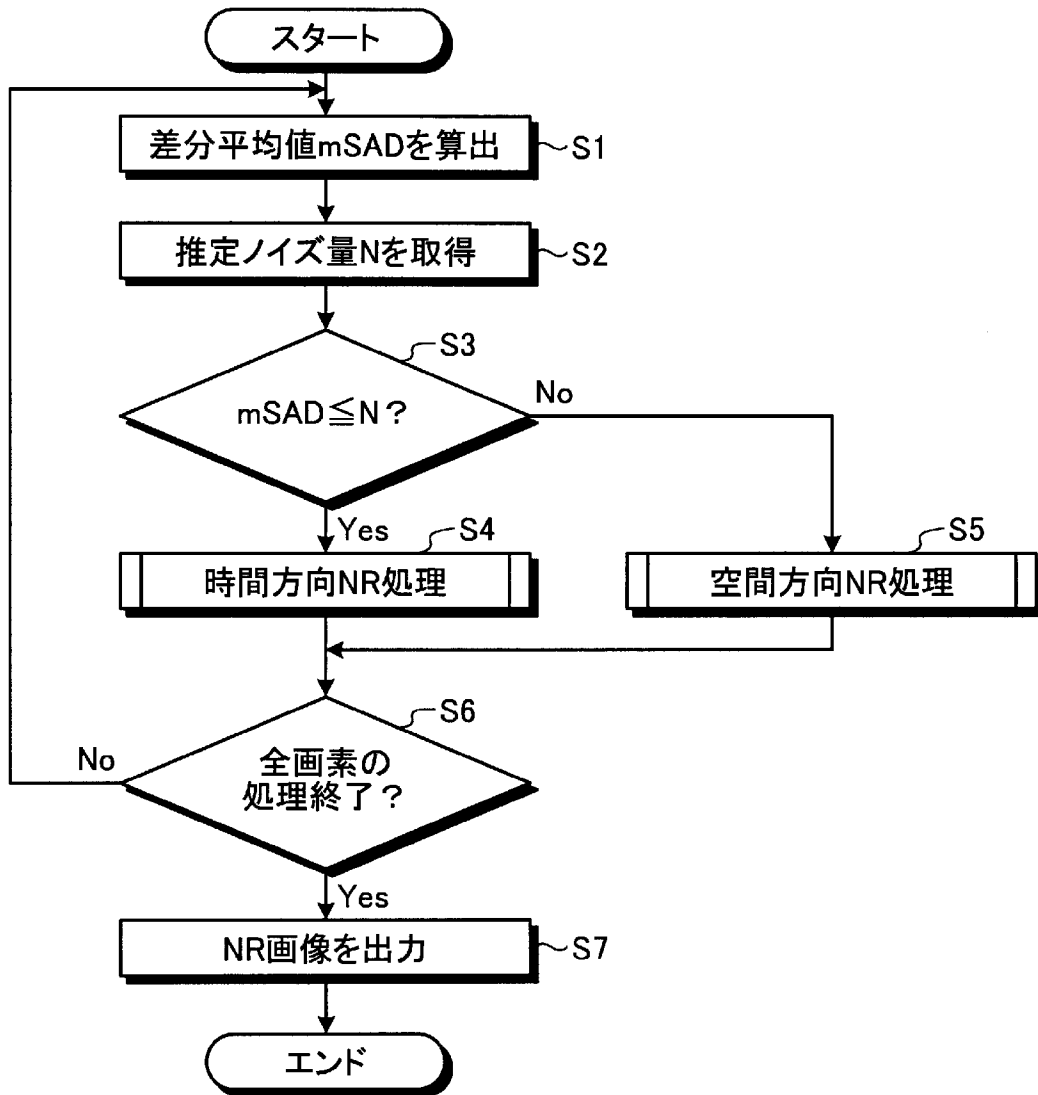 スタート
差分平均値mSADを算出
S1
推定ノイズ量Nを取得
S2
S3
mSAD≦N？
No
Yes
S4
時間方向NR処理
S5
空間方向NR処理
S6
No
全画素の
処理終了？
Yes
NR画像を出力
S7
エンド